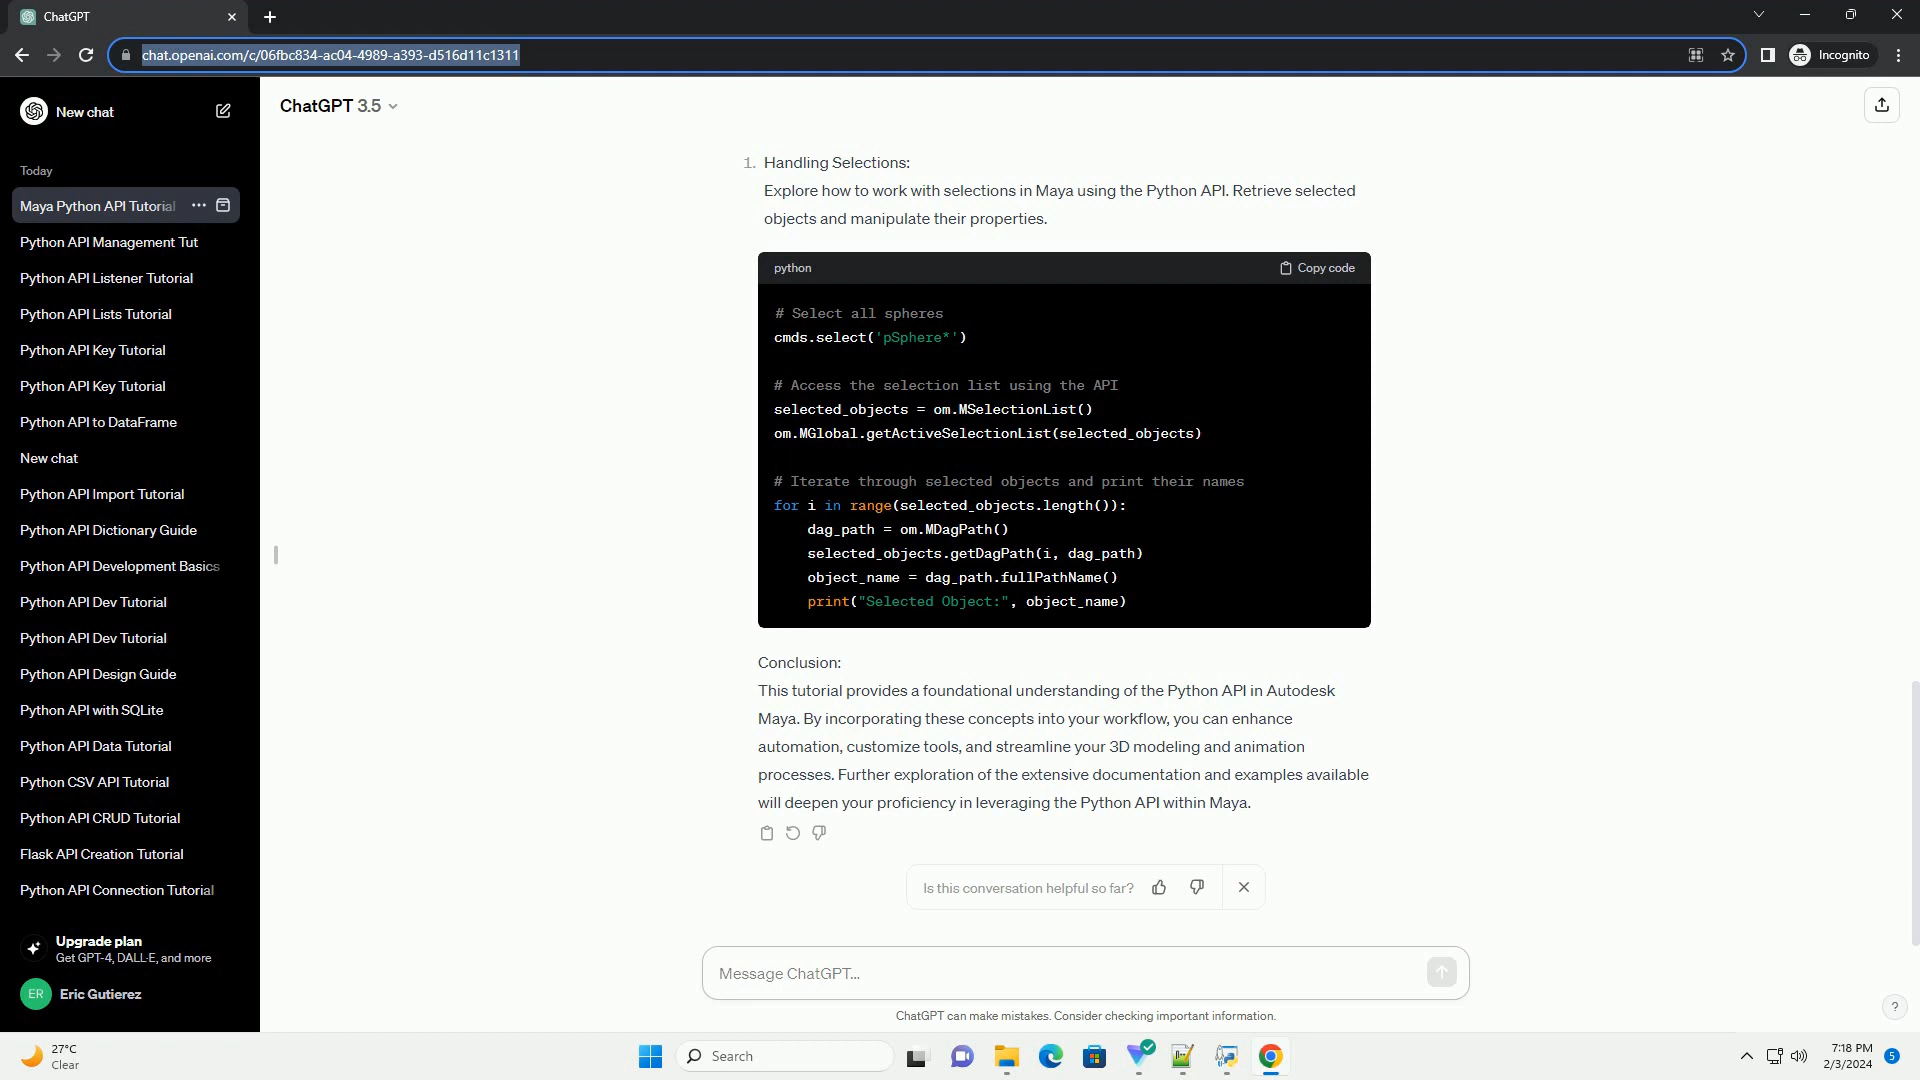 ChatGPT
chat.openai.com/c/06fbc834-ac04-4989-a393-d516d11c1311
Incognito
New chat
Today
Maya Python API Tutorial
Python API Management Tut
Python API Listener Tutorial
Python API Lists Tutorial
Python API Key Tutorial
Python API Key Tutorial
Python API to DataFrame
New chat
Python API Import Tutorial
Python API Dictionary Guide
Python API Development Basics
Python API Dev Tutorial
Python API Dev Tutorial
Python API Design Guide
Python API with SQLite
Python API Data Tutorial
Python CSV API Tutorial
Python API CRUD Tutorial
Flask API Creation Tutorial
Python API Connection Tutorial
Upgrade plan
Get GPT-4, DALL·E, and more
ER
Eric Gutierez
ChatGPT 3.5
1. Handling Selections:
Explore how to work with selections in Maya using the Python API. Retrieve selected
objects and manipulate their properties.
python
Copy code
# Select all spheres
cmds.select('pSphere*')
# Access the selection list using the API
selected_objects = om.MSelectionList()
om.MGlobal.getActiveSelectionList(selected_objects)
# Iterate through selected objects and print their names
for i in range(selected_objects.length()):
dag_path = om.MDagPath()
selected_objects.getDagPath(i, dag_path)
object_name = dag_path.fullPathName()
print("Selected Object:", object_name)
Conclusion:
This tutorial provides a foundational understanding of the Python API in Autodesk
Maya. By incorporating these concepts into your workflow, you can enhance
automation, customize tools, and streamline your 3D modeling and animation
processes. Further exploration of the extensive documentation and examples available
will deepen your proficiency in leveraging the Python API within Maya.
Is this conversation helpful so far?
Message ChatGPT...
ChatGPT can make mistakes. Consider checking important information.
?
27°C
Clear
Search
7:18 PM
2/3/2024
5